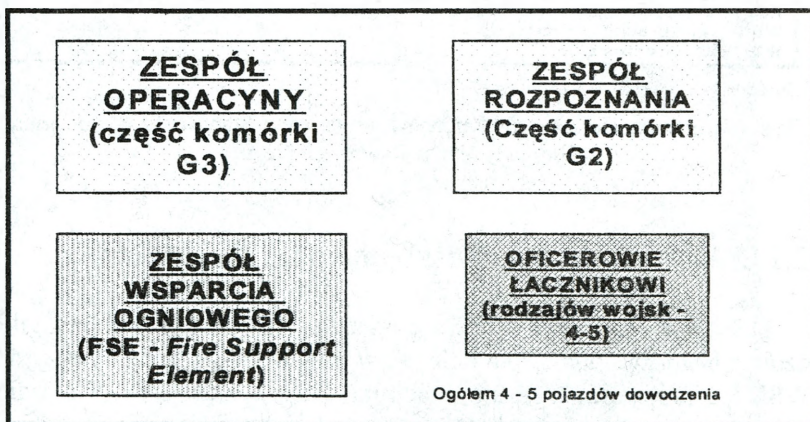 ZESPÓŁ
OPERACYNY
(część komórki
G3)
ZESPÓŁ
ROZPOZNANIA
(Część komórki
G2)
ZESPÓŁ
WSPARCIA
OGNIOWEGO
(FSE - Fire Support
Element)
OFICEROWIE
ŁACZNIKOWI
(rodzajów wojsk -
4-5)
Ogółem 4 - 5 pojazdów dowodzenia